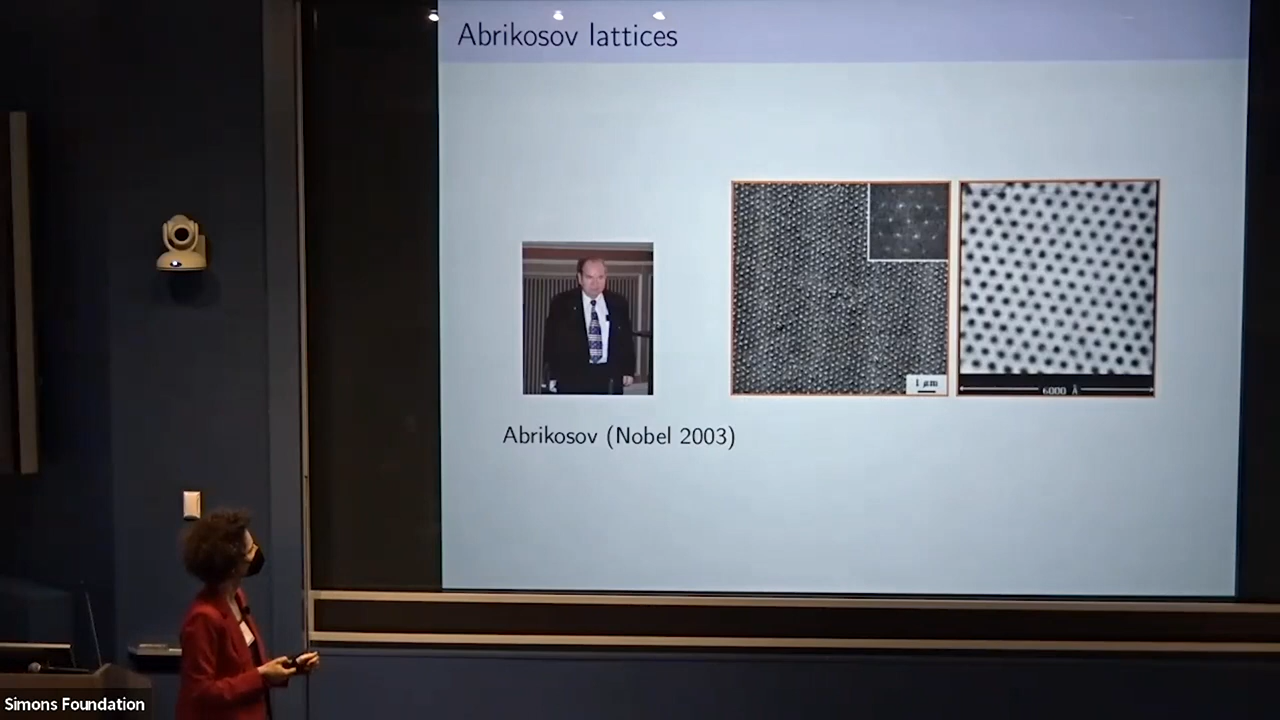 Abrikosov lattices
1 μm
6000 Å
Abrikosov (Nobel 2003)
Simons Foundation